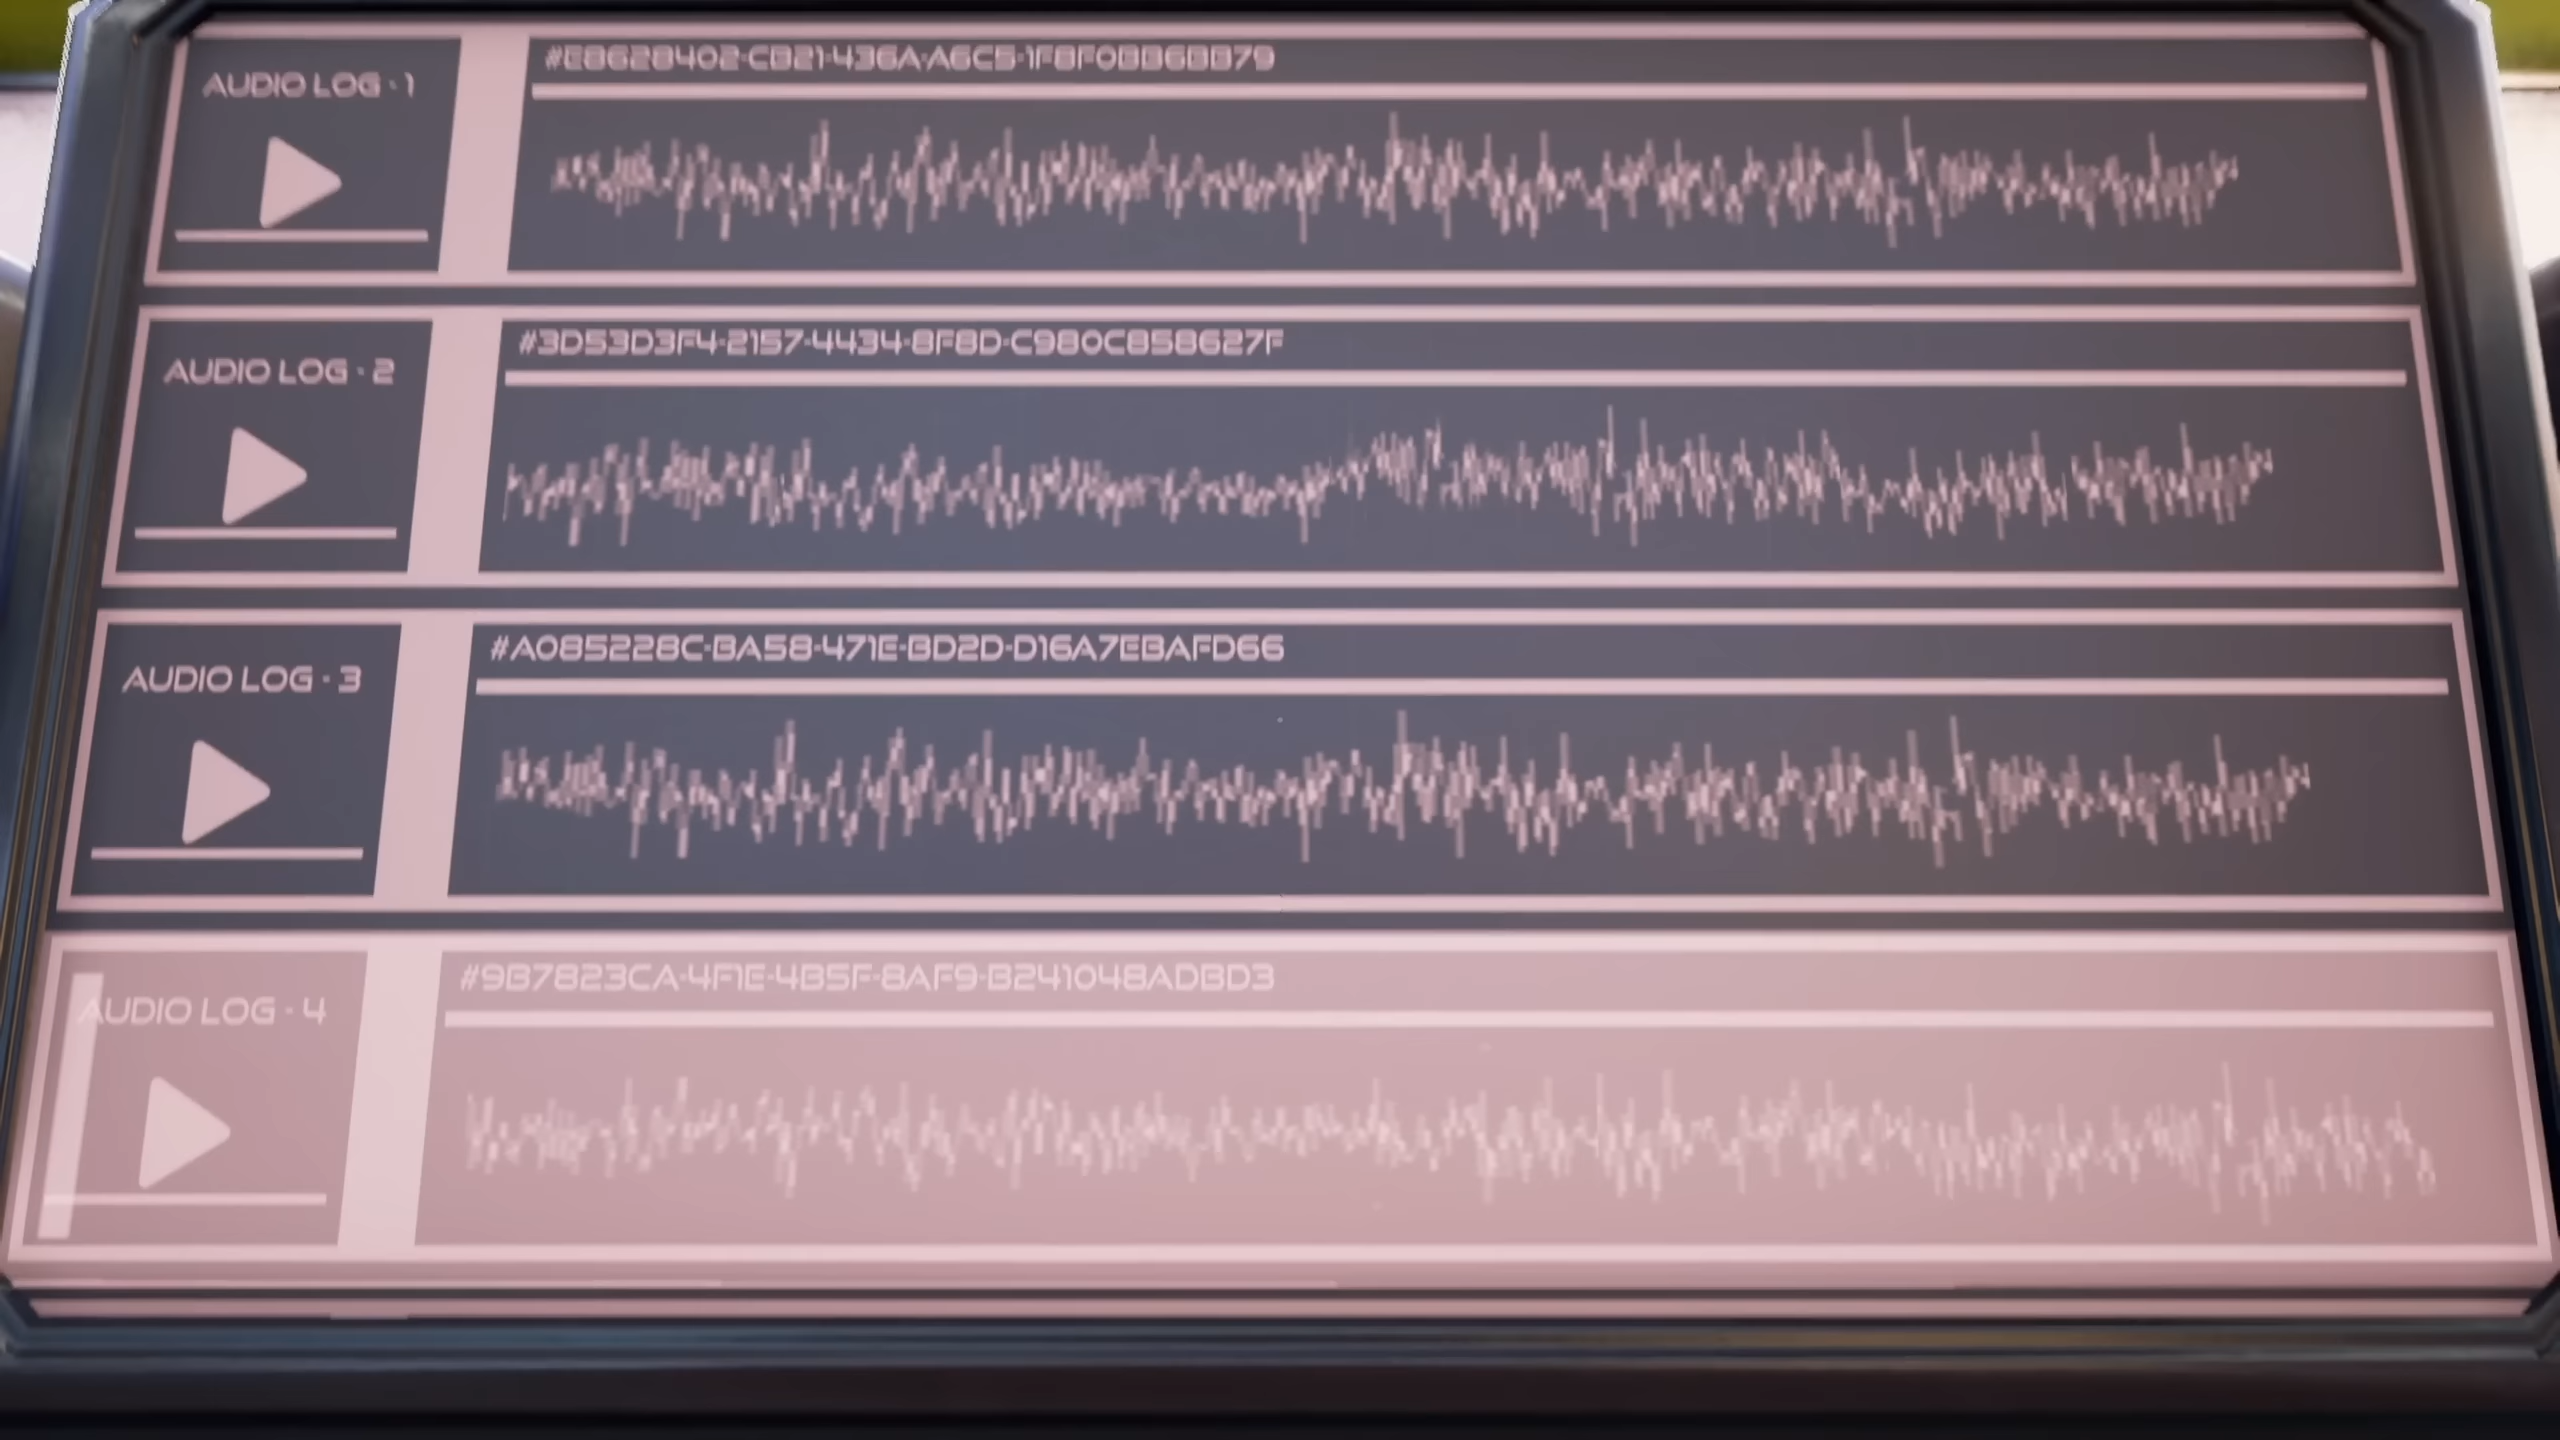 AUDIO LOG - 1
#E8628402-CB21-436A-A6C5-1F8F0BB6BB79
AUDIO LOG - 2
#3D53D3F4-2157-4434-8F8D-C980C858627F
AUDIO LOG - 3
#A085228C-BA58-471E-BD2D-D16A7EBAFD66
AUDIO LOG - 4
#9B7823CA-4F1E-4B5F-8AF9-B241048ADBD3